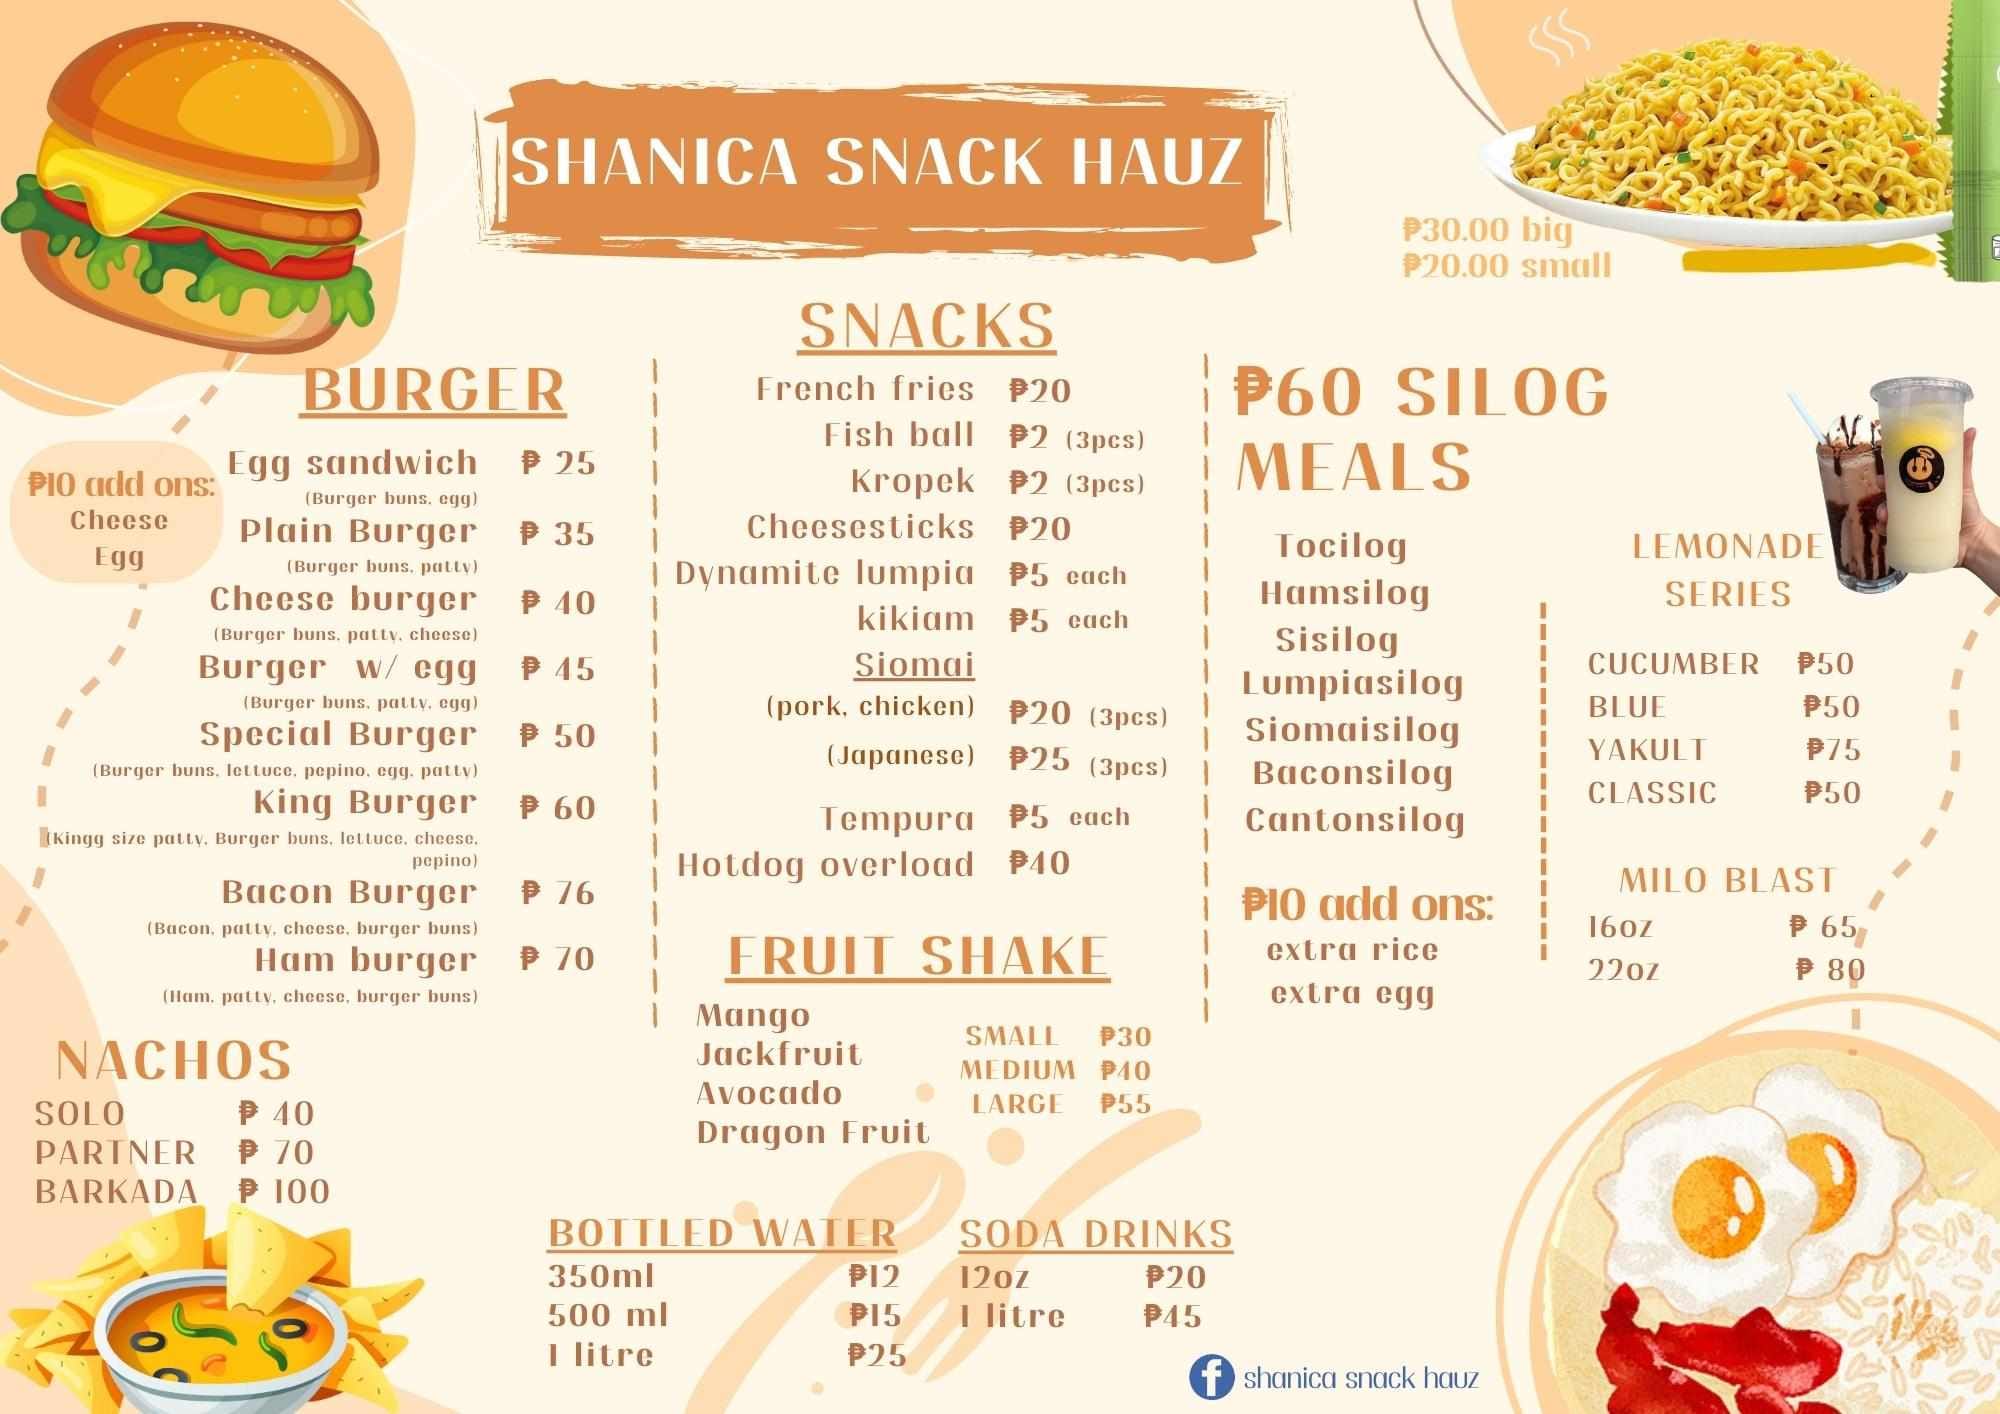 SHANICA SNACK HAUZ
₱30.00 big
₱20.00 small
BURGER
₱10 add ons:
Cheese
Egg
Egg sandwich ₱ 25
(Burger buns, egg)
Plain Burger ₱ 35
(Burger buns, patty)
Cheese burger ₱ 40
(Burger buns, patty, cheese)
Burger w/ egg ₱ 45
(Burger buns, patty, egg)
Special Burger ₱ 50
(Burger buns, lettuce, pepino, egg, patty)
King Burger ₱ 60
(Kingg size patty, Burger buns, lettuce, cheese,
pepino)
Bacon Burger ₱ 76
(Bacon, patty, cheese, burger buns)
Ham burger ₱ 70
(Ham, patty, cheese, burger buns)
NACHOS
SOLO ₱ 40
PARTNER ₱ 70
BARKADA ₱ 100
SNACKS
French fries ₱20
Fish ball ₱2 (3pcs)
Kropek ₱2 (3pcs)
Cheesesticks ₱20
Dynamite lumpia ₱5 each
kikiam ₱5 each
Siomai
(pork, chicken) ₱20 (3pcs)
(Japanese) ₱25 (3pcs)
Tempura ₱5 each
Hotdog overload ₱40
FRUIT SHAKE
Mango
Jackfruit
Avocado
Dragon Fruit
SMALL ₱30
MEDIUM ₱40
LARGE ₱55
BOTTLED WATER
350ml ₱12
500 ml ₱15
1 litre ₱25
SODA DRINKS
12oz ₱20
1 litre ₱45
₱60 SILOG
MEALS
Tocilog
Hamsilog
Sisilog
Lumpiasilog
Siomaisilog
Baconsilog
Cantonsilog
₱10 add ons:
extra rice
extra egg
LEMONADE
SERIES
CUCUMBER ₱50
BLUE ₱50
YAKULT ₱75
CLASSIC ₱50
MILO BLAST
16oz ₱ 65
22oz ₱ 80
shanica snack hauz